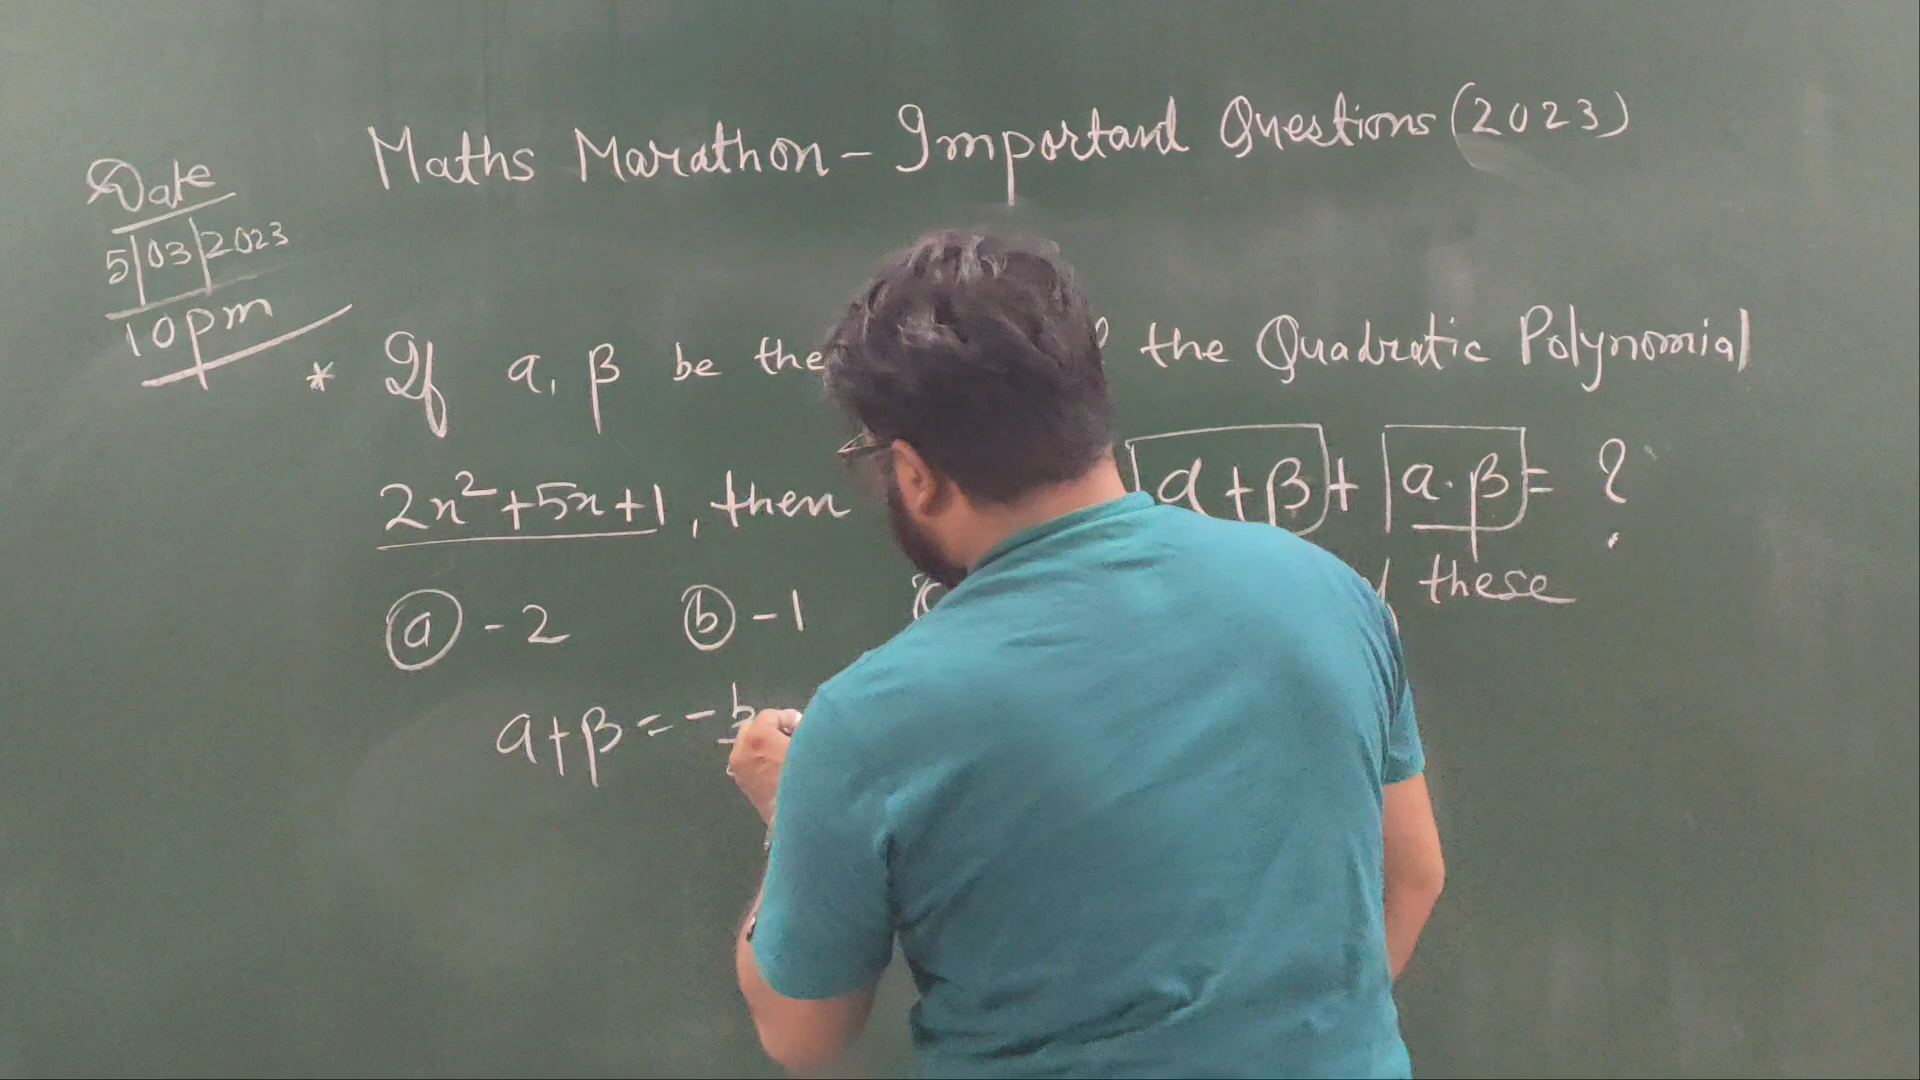 Maths Marathon - Important Questions (2023)
Date
5/03/2023
10pm
* If α, β be the the Quadratic Polynomial
2x²+5x+1, then α+β + α.β = ?
ⓐ -2 ⓑ -1 these
α+β = -b